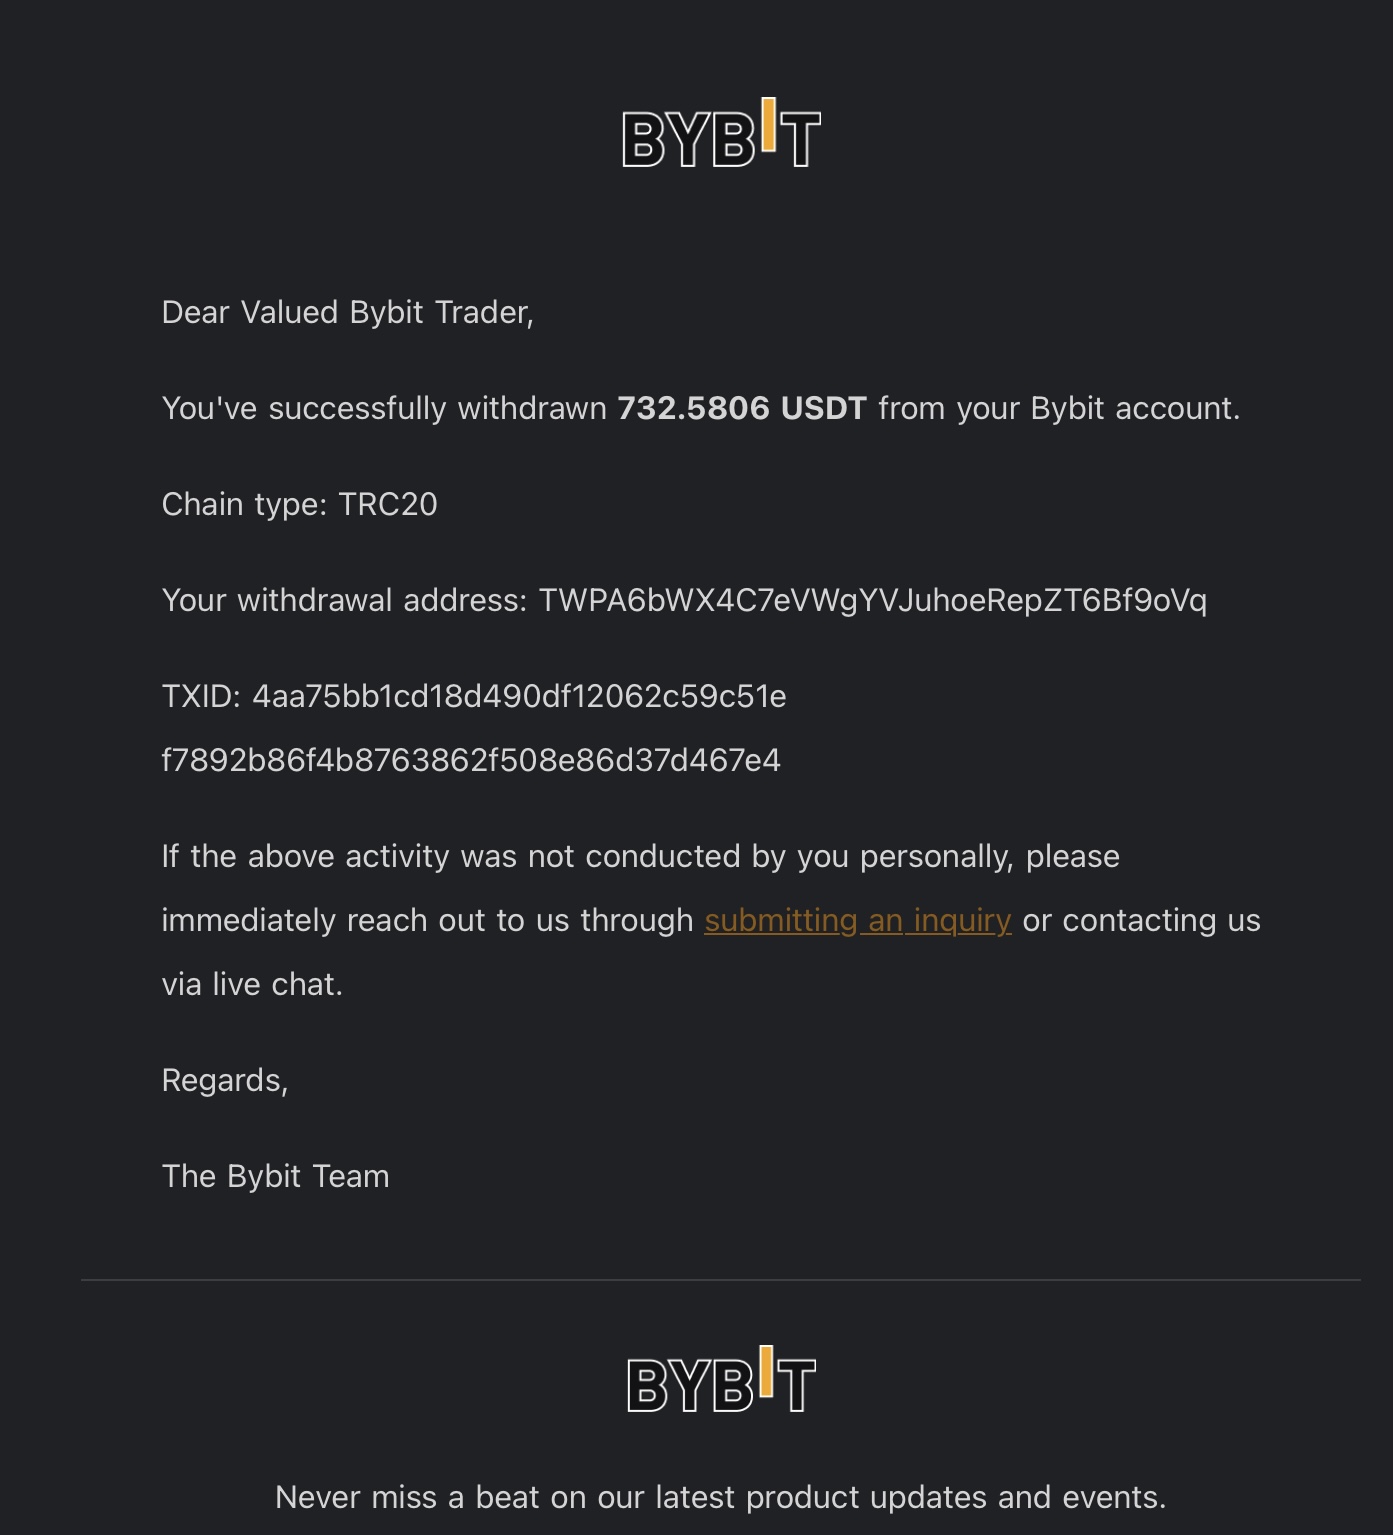 BYBIT
Dear Valued Bybit Trader,
You've successfully withdrawn 732.5806 USDT from your Bybit account.
Chain type: TRC20
Your withdrawal address: TWPA6bWX4C7eVWgYVJuhoeRepZT6Bf9oVq
TXID: 4aa75bb1cd18d490df12062c59c51e
f7892b86f4b8763862f508e86d37d467e4
If the above activity was not conducted by you personally, please
immediately reach out to us through submitting an inquiry or contacting us
via live chat.
Regards,
The Bybit Team
BYBIT
Never miss a beat on our latest product updates and events.